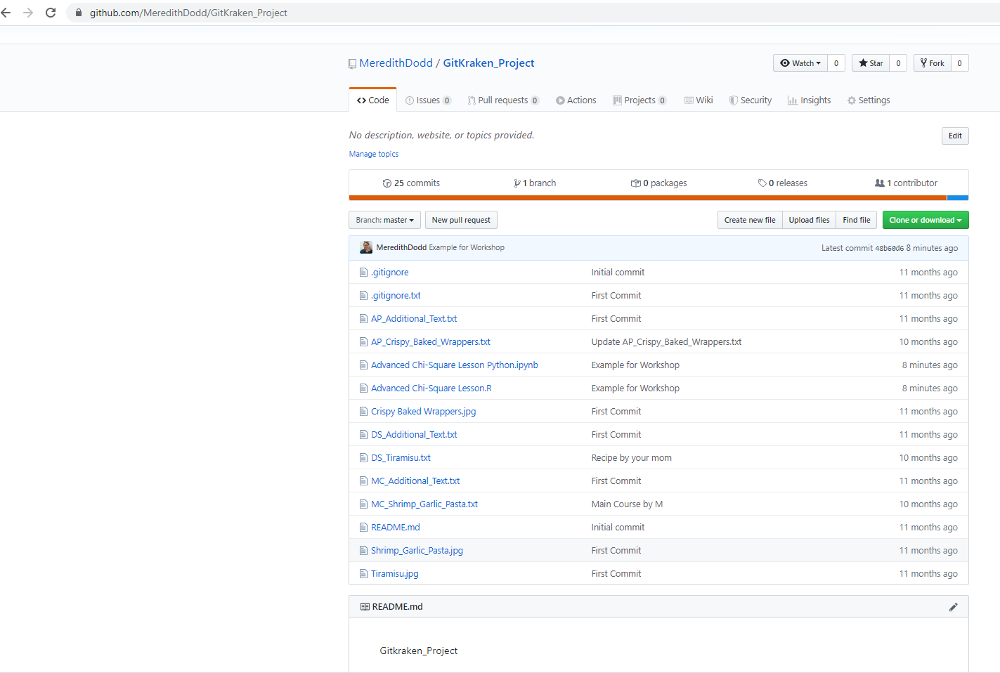 github.com/MeredithDodd/GitKraken_Project
MeredithDodd / GitKraken_Project
Watch 0 Star 0 Fork 0
Code Issues 0 Pull requests 0 Actions Projects 0 Wiki Security Insights Settings
No description, website, or topics provided. Edit
Manage topics
25 commits 1 branch 0 packages 0 releases 1 contributor
Branch: master New pull request Create new file Upload files Find file Clone or download
MeredithDodd Example for Workshop Latest commit 48b60d6 8 minutes ago
.gitignore Initial commit 11 months ago
.gitignore.txt First Commit 11 months ago
AP_Additional_Text.txt First Commit 11 months ago
AP_Crispy_Baked_Wrappers.txt Update AP_Crispy_Baked_Wrappers.txt 10 months ago
Advanced Chi-Square Lesson Python.ipynb Example for Workshop 8 minutes ago
Advanced Chi-Square Lesson.R Example for Workshop 8 minutes ago
Crispy Baked Wrappers.jpg First Commit 11 months ago
DS_Additional_Text.txt First Commit 11 months ago
DS_Tiramisu.txt Recipe by your mom 10 months ago
MC_Additional_Text.txt First Commit 11 months ago
MC_Shrimp_Garlic_Pasta.txt Main Course by M 10 months ago
README.md Initial commit 11 months ago
Shrimp_Garlic_Pasta.jpg First Commit 11 months ago
Tiramisu.jpg First Commit 11 months ago
README.md
Gitkraken_Project